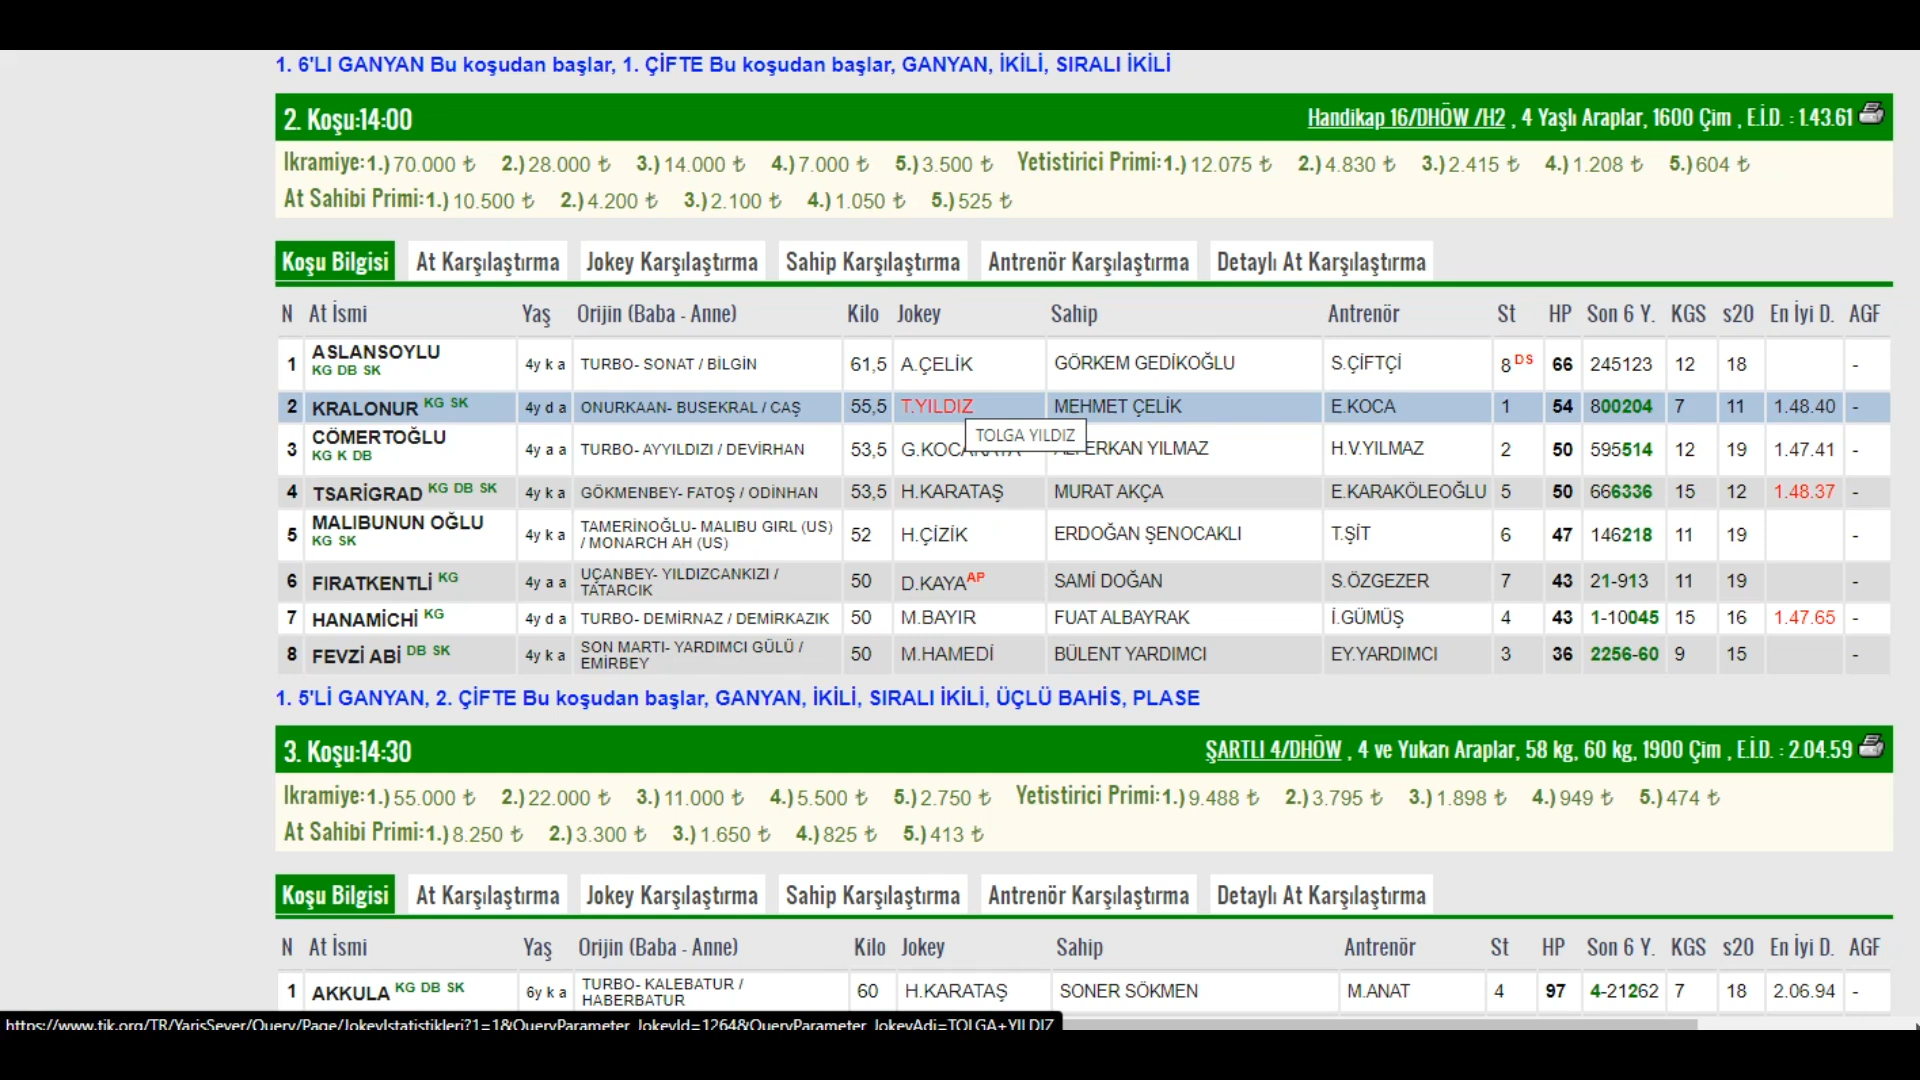 1. 6'LI GANYAN Bu koşudan başlar, 1. ÇİFTE Bu koşudan başlar, GANYAN, İKİLİ, SIRALI İKİLİ
2. Koşu:14:00 Handikap 16/DHÖW /H2 , 4 Yaşlı Araplar, 1600 Çim , E.İ.D. : 1.43.61
Ikramiye:1.)70.000 ₺ 2.)28.000 ₺ 3.)14.000 ₺ 4.)7.000 ₺ 5.)3.500 ₺ Yetistirici Primi:1.)12.075 ₺ 2.)4.830 ₺ 3.)2.415 ₺ 4.)1.208 ₺ 5.)604 ₺
At Sahibi Primi:1.)10.500 ₺ 2.)4.200 ₺ 3.)2.100 ₺ 4.)1.050 ₺ 5.)525 ₺
Koşu Bilgisi At Karşılaştırma Jokey Karşılaştırma Sahip Karşılaştırma Antrenör Karşılaştırma Detaylı At Karşılaştırma
N At İsmi Yaş Orijin (Baba - Anne) Kilo Jokey Sahip Antrenör St HP Son 6 Y. KGS s20 En İyi D. AGF
1 ASLANSOYLU KG DB SK 4y k a TURBO- SONAT / BİLGİN 61,5 A.ÇELİK GÖRKEM GEDİKOĞLU S.ÇİFTÇİ 8 DS 66 245123 12 18 -
2 KRALONUR KG SK 4y d a ONURKAAN- BUSEKRAL / CAŞ 55,5 T.YILDIZ MEHMET ÇELİK E.KOCA 1 54 800204 7 11 1.48.40 -
TOLGA YILDIZ
3 CÖMERTOĞLU KG K DB 4y a a TURBO- AYYILDIZI / DEVİRHAN 53,5 ERKAN YILMAZ H.V.YILMAZ 2 50 595514 12 19 1.47.41 -
4 TSARİGRAD KG DB SK 4y k a GÖKMENBEY- FATOŞ / ODİNHAN 53,5 H.KARATAŞ MURAT AKÇA E.KARAKÖLEOĞLU 5 50 666336 15 12 1.48.37 -
5 MALIBUNUN OĞLU KG SK 4y k a TAMERİNOĞLU- MALIBU GIRL (US) / MONARCH AH (US) 52 H.ÇİZİK ERDOĞAN ŞENOCAKLI T.ŞİT 6 47 146218 11 19 -
6 FIRATKENTLİ KG 4y a a UÇANBEY- YILDIZCANKIZI / TATARCIK 50 D.KAYA AP SAMİ DOĞAN S.ÖZGEZER 7 43 21-913 11 19 -
7 HANAMİCHİ KG 4y d a TURBO- DEMİRNAZ / DEMİRKAZIK 50 M.BAYIR FUAT ALBAYRAK İ.GÜMÜŞ 4 43 1-10045 15 16 1.47.65 -
8 FEVZİ ABİ DB SK 4y k a SON MARTI- YARDIMCI GÜLÜ / EMİRBEY 50 M.HAMEDİ BÜLENT YARDIMCI EY.YARDIMCI 3 36 2256-60 9 15 -
1. 5'Lİ GANYAN, 2. ÇİFTE Bu koşudan başlar, GANYAN, İKİLİ, SIRALI İKİLİ, ÜÇLÜ BAHİS, PLASE
3. Koşu:14:30 ŞARTLI 4/DHÖW , 4 ve Yukarı Araplar, 58 kg, 60 kg, 1900 Çim , E.İ.D. : 2.04.59
Ikramiye:1.)55.000 ₺ 2.)22.000 ₺ 3.)11.000 ₺ 4.)5.500 ₺ 5.)2.750 ₺ Yetistirici Primi:1.)9.488 ₺ 2.)3.795 ₺ 3.)1.898 ₺ 4.)949 ₺ 5.)474 ₺
At Sahibi Primi:1.)8.250 ₺ 2.)3.300 ₺ 3.)1.650 ₺ 4.)825 ₺ 5.)413 ₺
Koşu Bilgisi At Karşılaştırma Jokey Karşılaştırma Sahip Karşılaştırma Antrenör Karşılaştırma Detaylı At Karşılaştırma
N At İsmi Yaş Orijin (Baba - Anne) Kilo Jokey Sahip Antrenör St HP Son 6 Y. KGS s20 En İyi D. AGF
1 AKKULA KG DB SK 6y k a TURBO- KALEBATUR / HABERBATUR 60 H.KARATAŞ SONER SÖKMEN M.ANAT 4 97 4-21262 7 18 2.06.94 -
https://www.tjk.org/TR/YarisSever/Query/Page/JokeyIstatistikleri?1=1&QueryParameter_JokeyId=1264&QueryParameter_JokeyAdi=TOLGA+YILDIZ